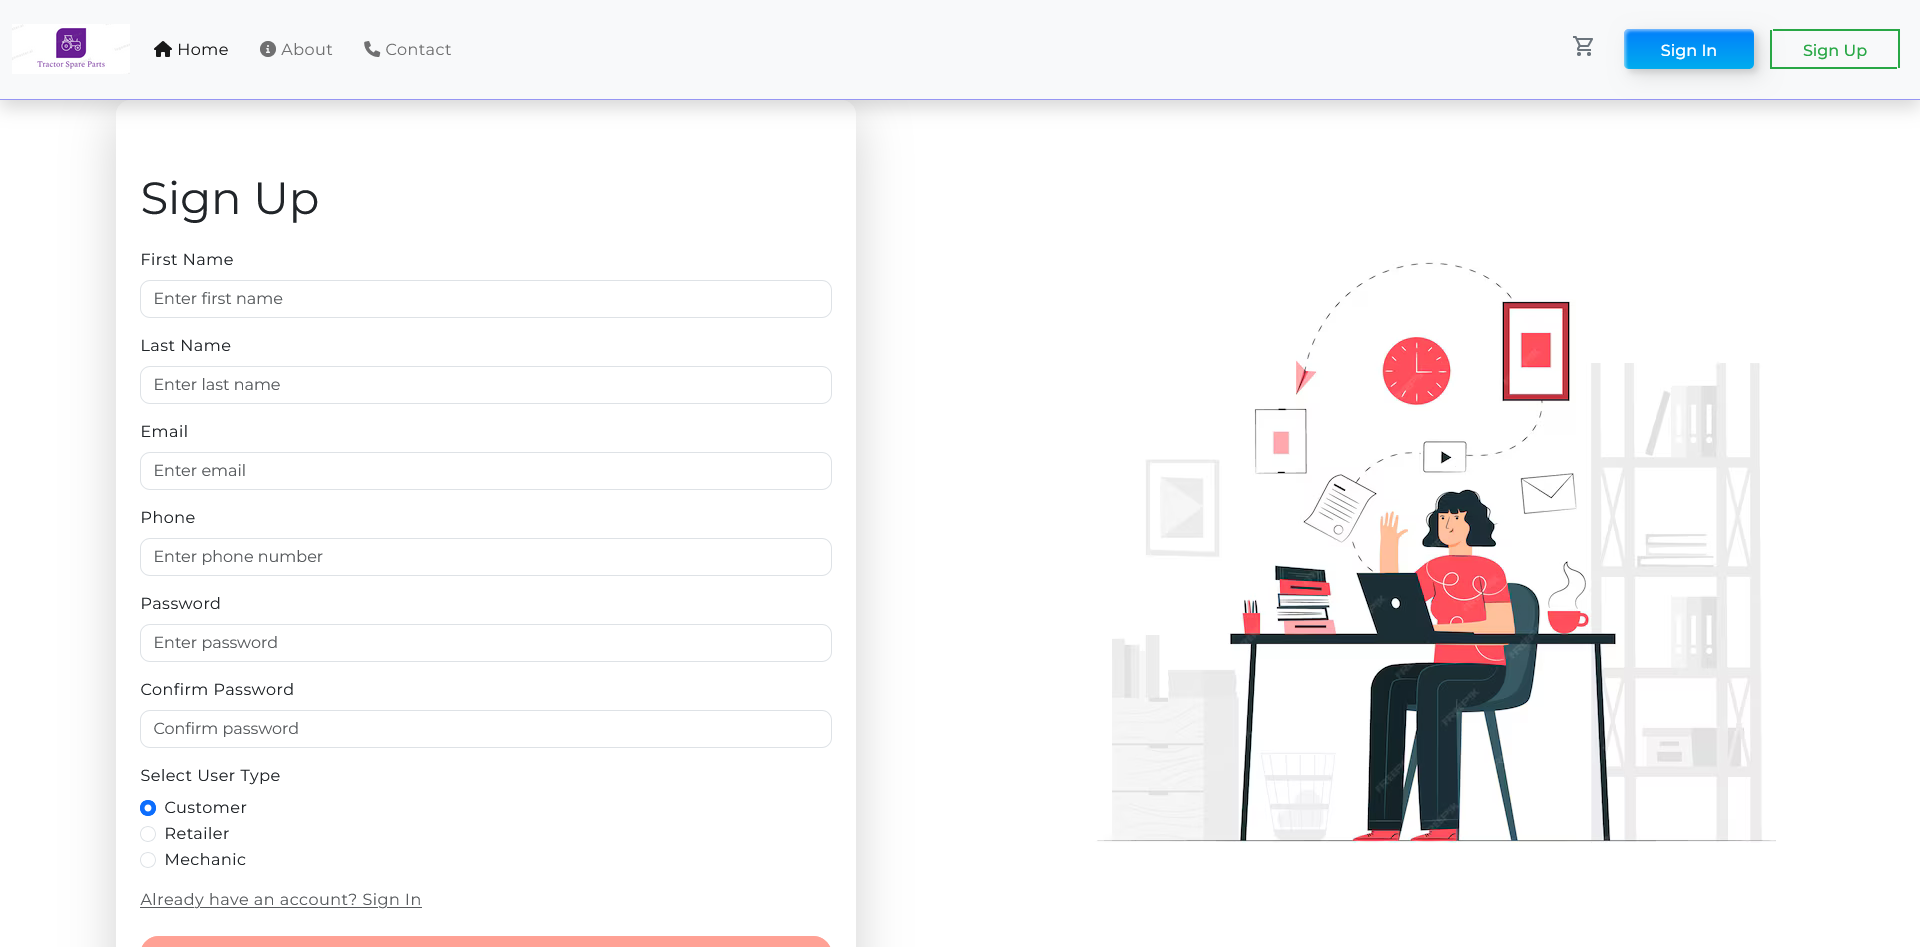 Tractor Spare Parts
Home
About
Contact
Sign In
Sign Up
Sign Up
First Name
Enter first name
Last Name
Enter last name
Email
Enter email
Phone
Enter phone number
Password
Enter password
Confirm Password
Confirm password
Select User Type
Customer
Retailer
Mechanic
Already have an account? Sign In